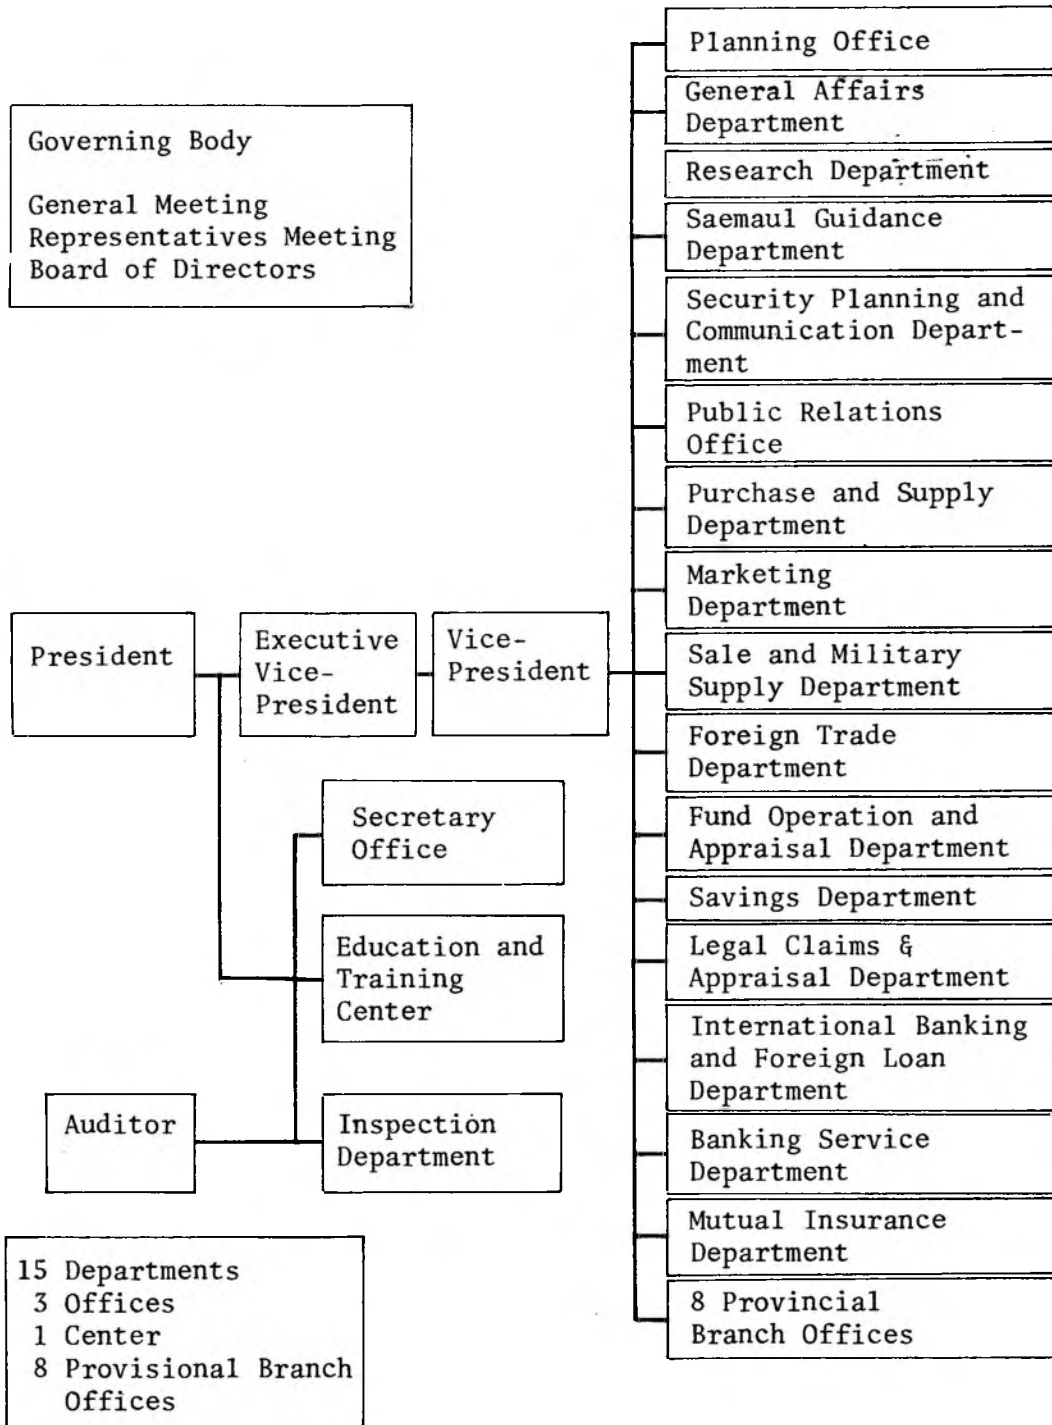 Governing Body
General Meeting
Representatives Meeting
Board of Directors
President
Executive
Vice-
President
Vice-
President
Secretary
Office
Education and
Training
Center
Auditor
Inspection
Department
15 Departments
3 Offices
1 Center
8 Provisional Branch
Offices
Planning Office
General Affairs
Department
Research Department
Saemaul Guidance
Department
Security Planning and
Communication Depart-
ment
Public Relations
Office
Purchase and Supply
Department
Marketing
Department
Sale and Military
Supply Department
Foreign Trade
Department
Fund Operation and
Appraisal Department
Savings Department
Legal Claims &
Appraisal Department
International Banking
and Foreign Loan
Department
Banking Service
Department
Mutual Insurance
Department
8 Provincial
Branch Offices